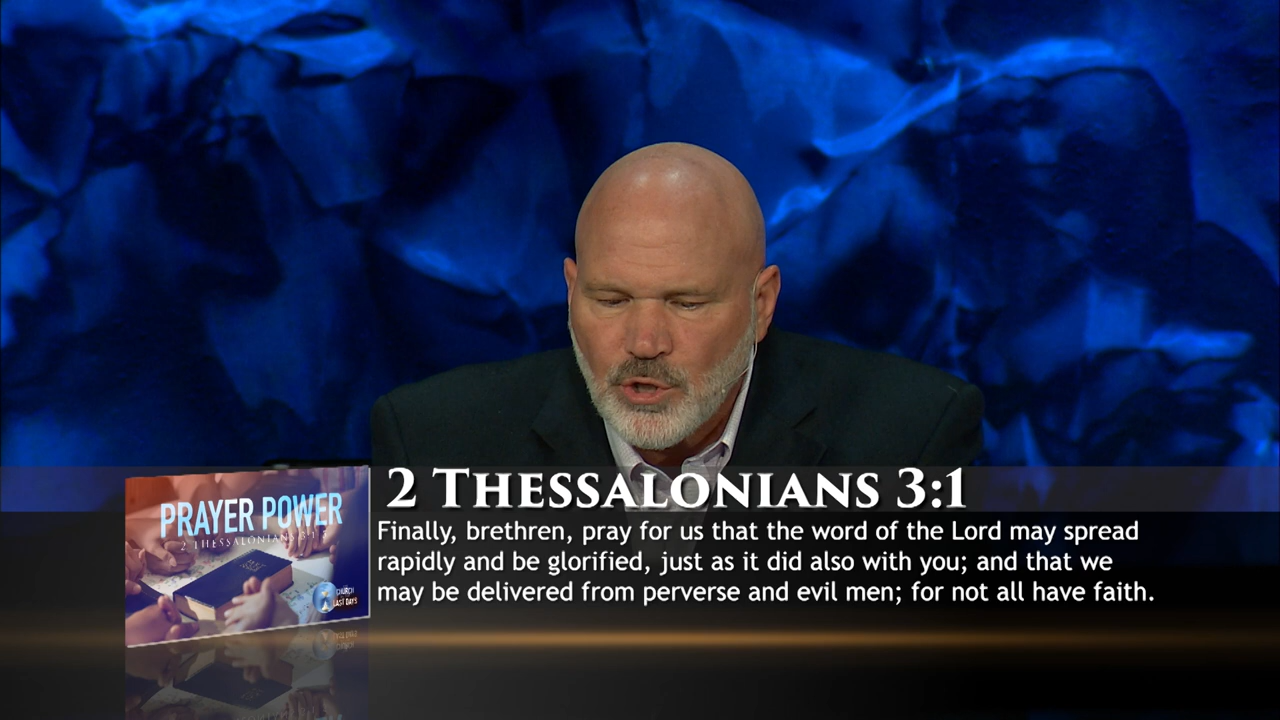 2 THESSALONIANS 3:1
Finally, brethren, pray for us that the word of the Lord may spread
rapidly and be glorified, just as it did also with you; and that we
may be delivered from perverse and evil men; for not all have faith.
PRAYER POWER
2 THESSALONIANS 3:1
CHURCH
LAST DAYS